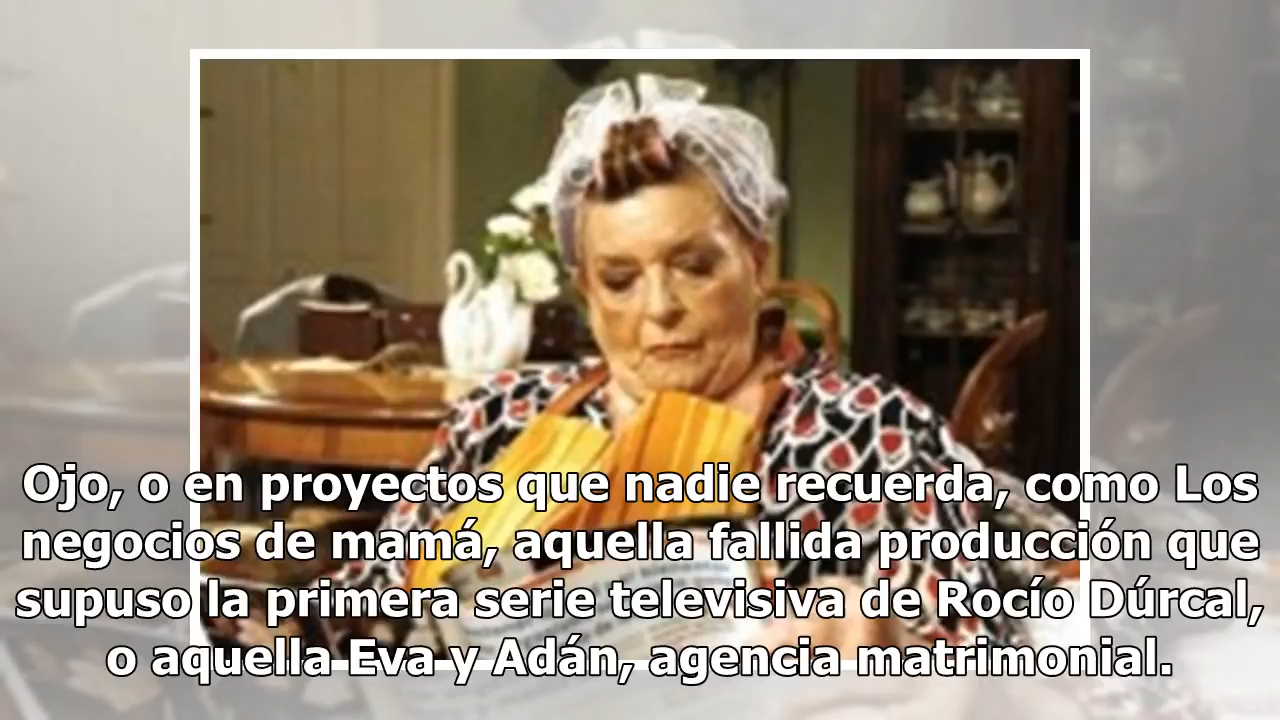 Ojo, o en proyectos que nadie recuerda, como Los
negocios de mamá, aquella fallida producción que
supuso la primera serie televisiva de Rocío Dúrcal,
o aquella Eva y Adán, agencia matrimonial.